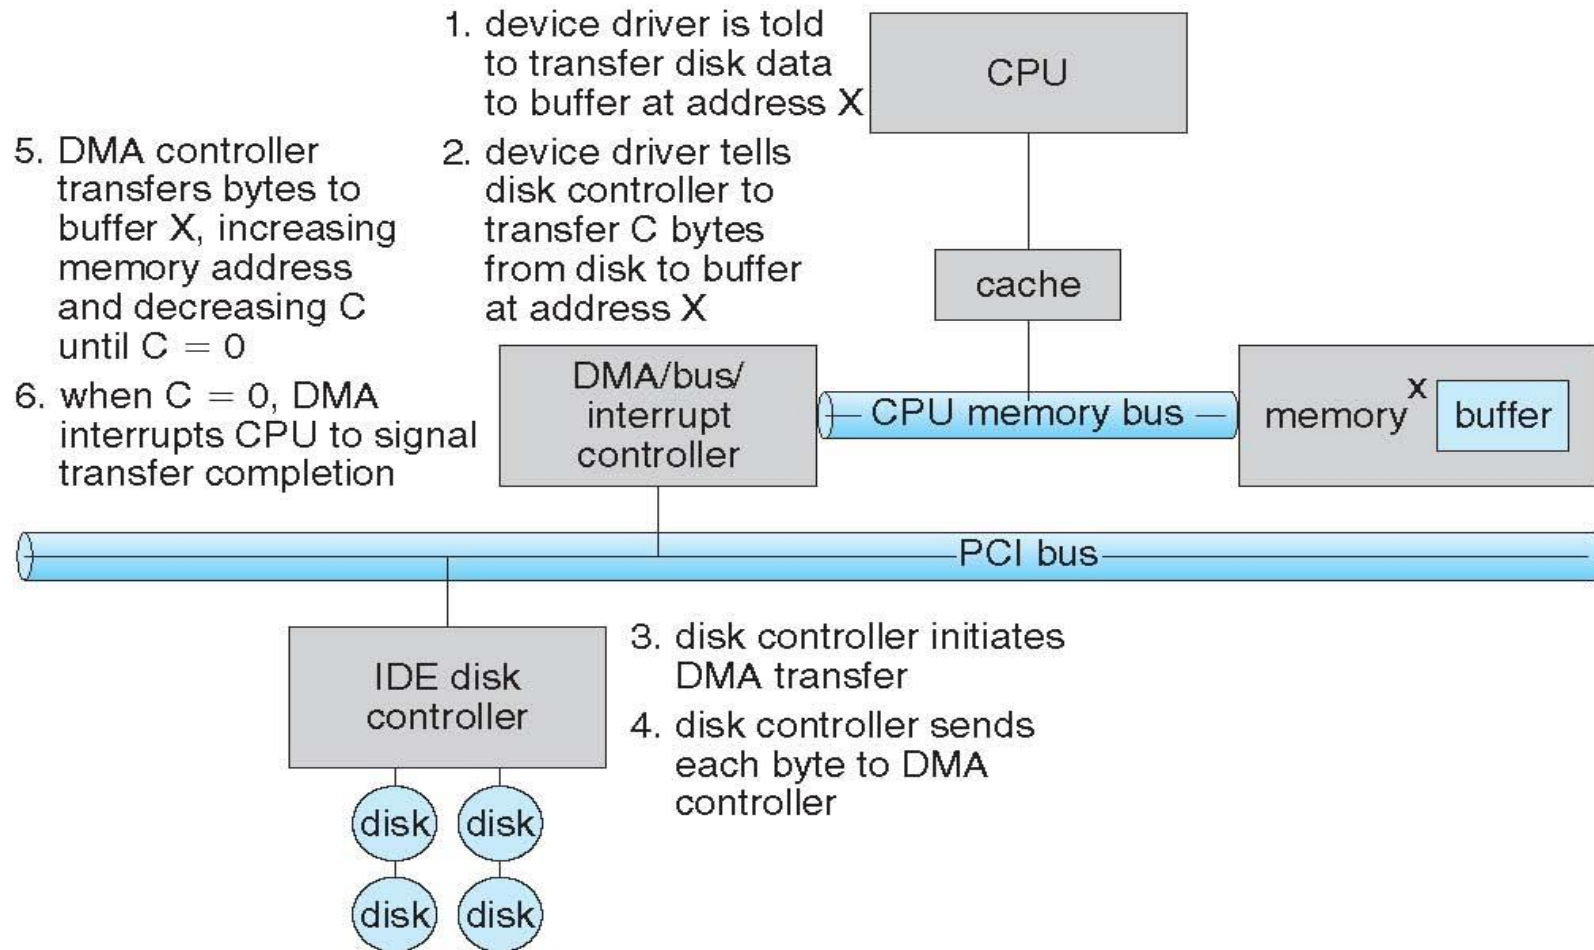 1. device driver is told
to transfer disk data
to buffer at address X
CPU
5. DMA controller
transfers bytes to
buffer X, increasing
memory address
and decreasing C
until C = 0
2. device driver tells
disk controller to
transfer C bytes
from disk to buffer
at address X
cache
6. when C = 0, DMA
interrupts CPU to signal
transfer completion
DMA/bus/
interrupt
controller
CPU memory bus
memory
X
buffer
PCI bus
IDE disk
controller
3. disk controller initiates
DMA transfer
4. disk controller sends
each byte to DMA
controller
disk
disk
disk
disk